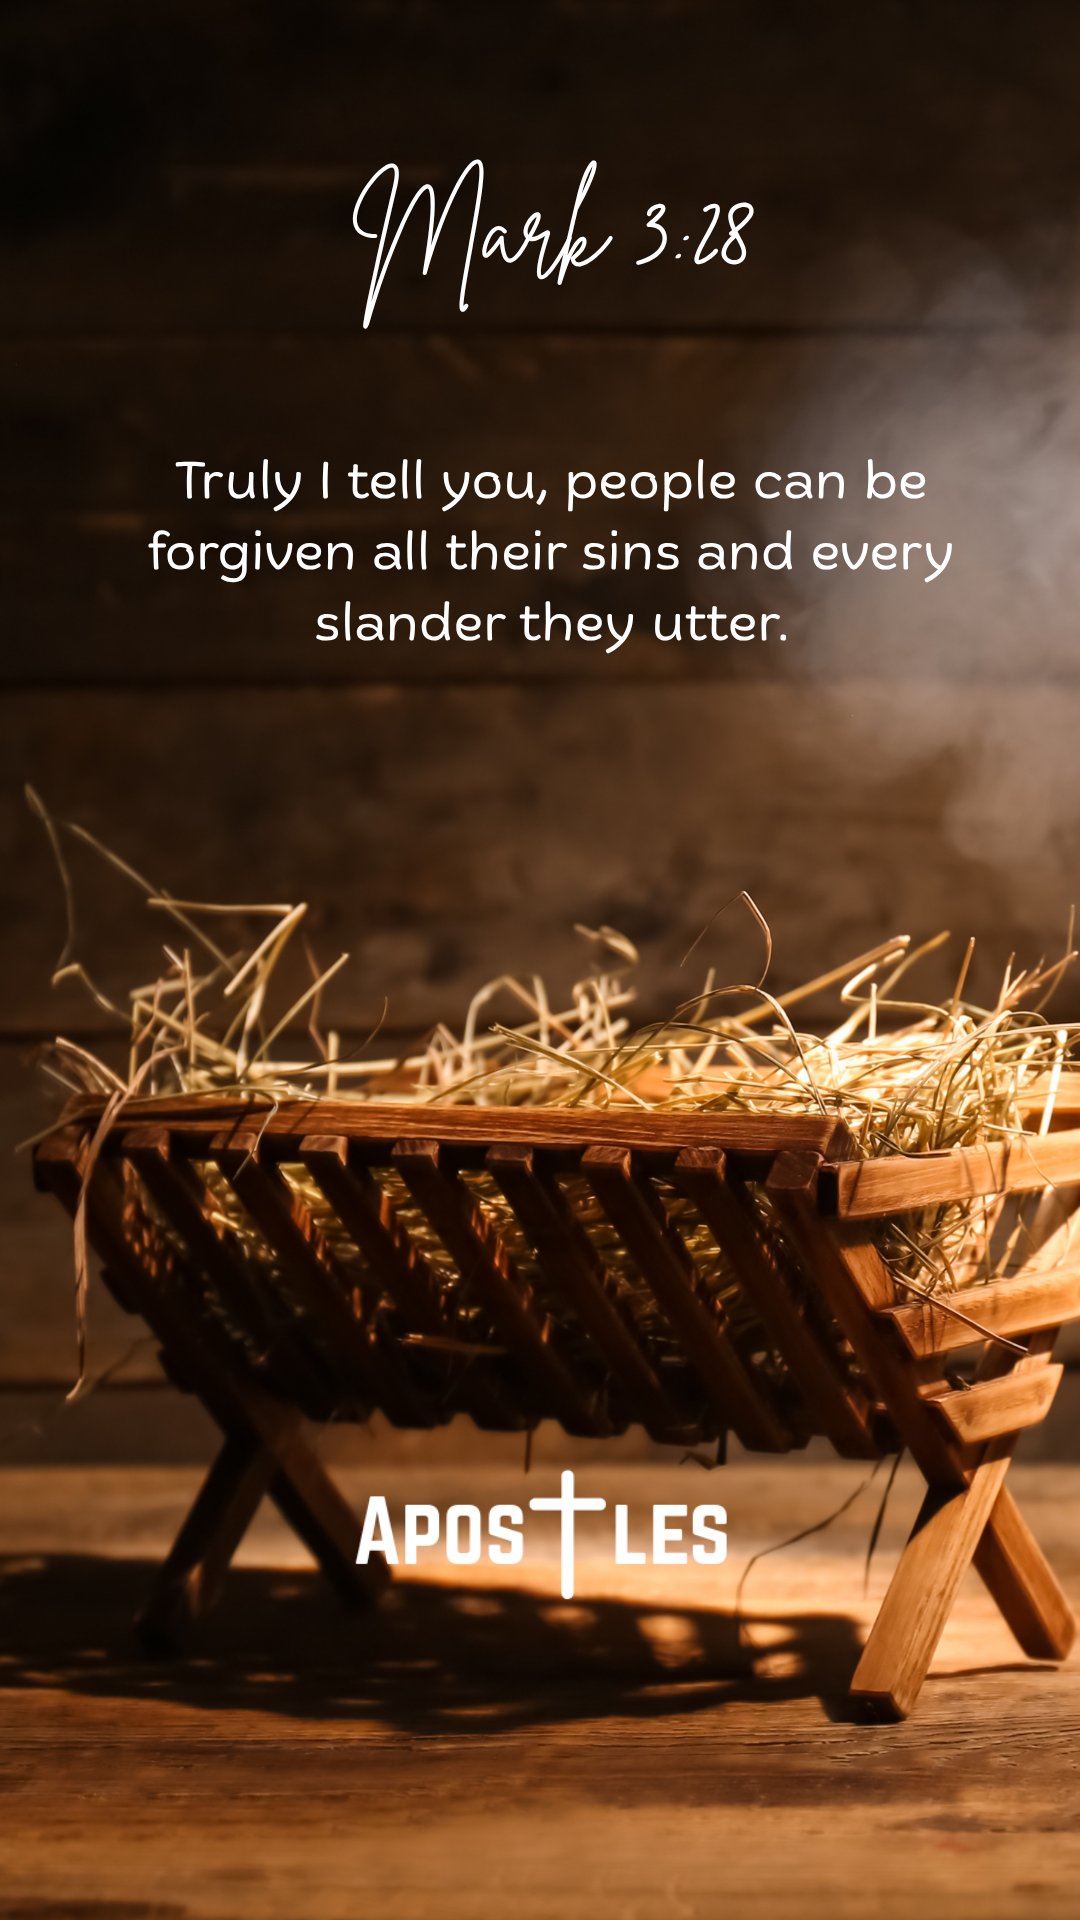 Mark 3:28
Truly I tell you, people can be
forgiven all their sins and every
slander they utter.
APOSTLES